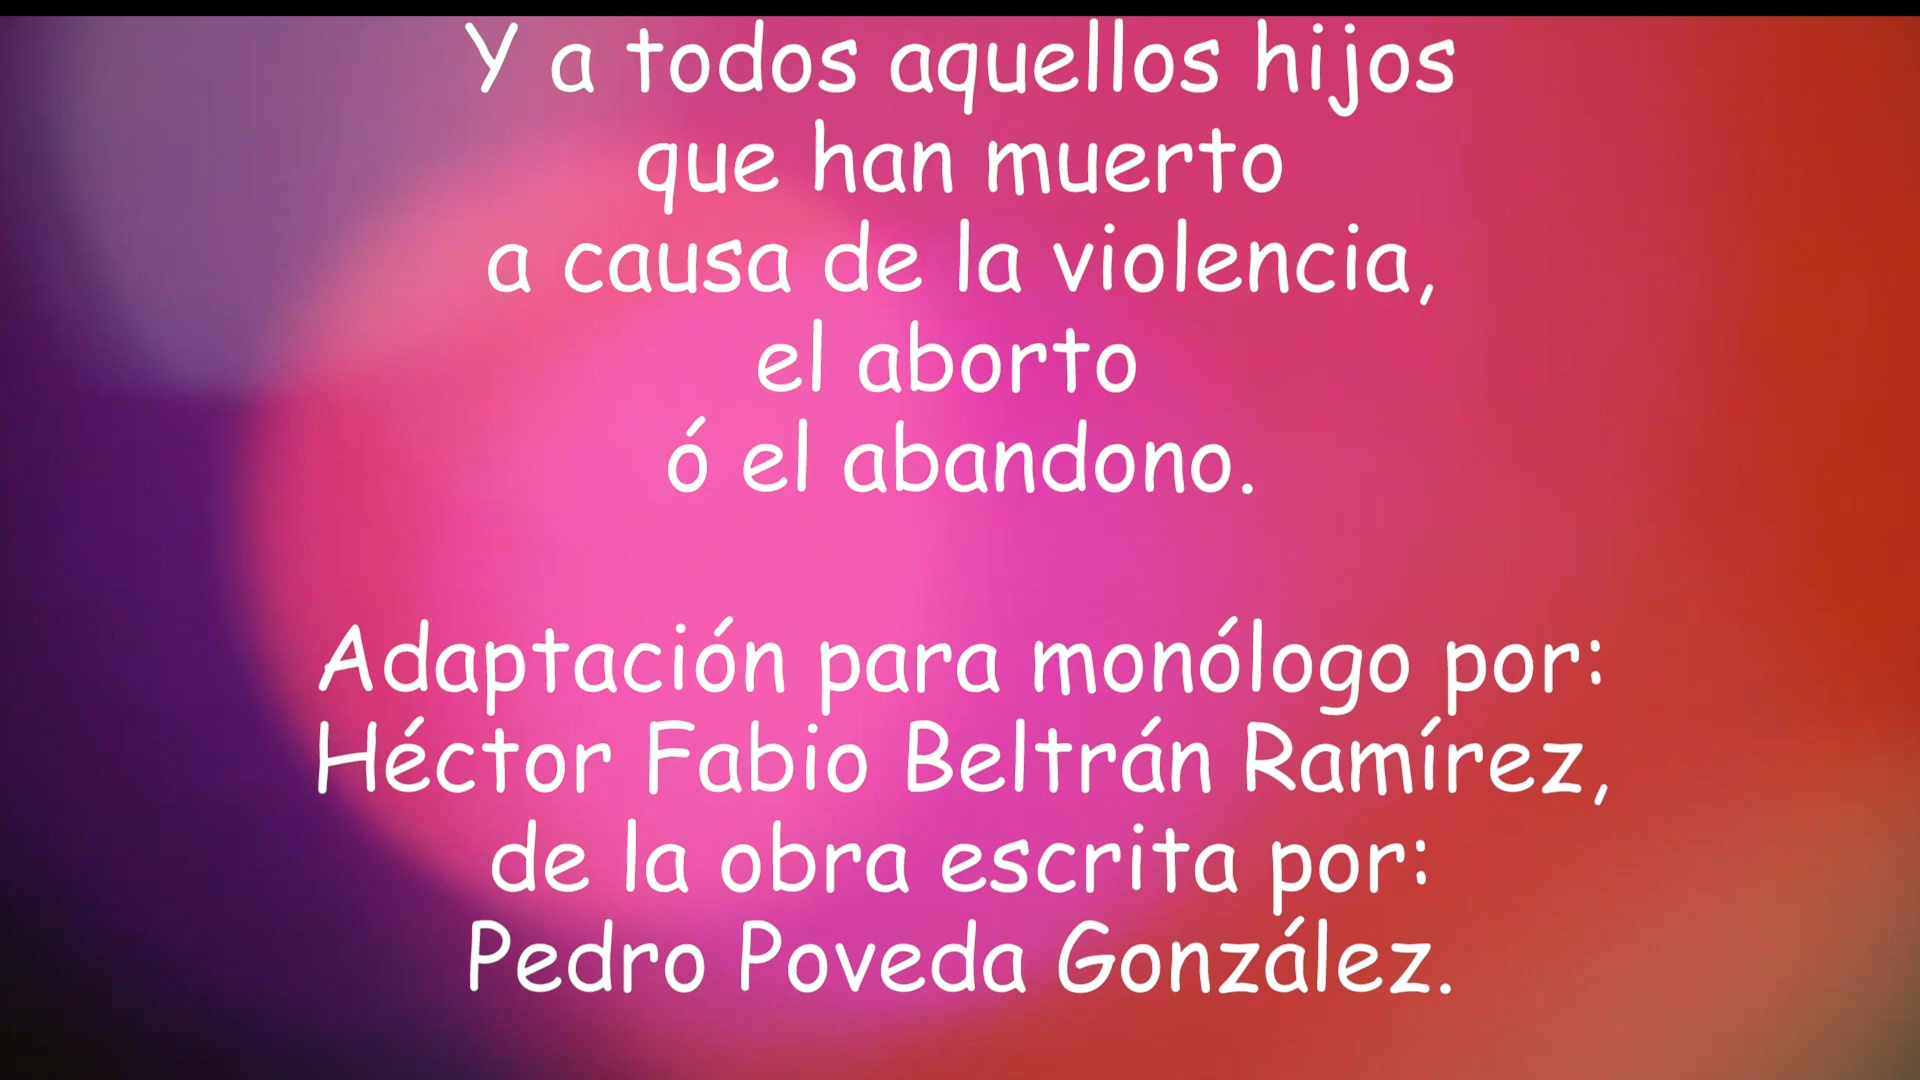 Y a todos aquellos hijos
que han muerto
a causa de la violencia,
el aborto
ó el abandono.
Adaptación para monólogo por:
Héctor Fabio Beltrán Ramírez,
de la obra escrita por:
Pedro Poveda González.